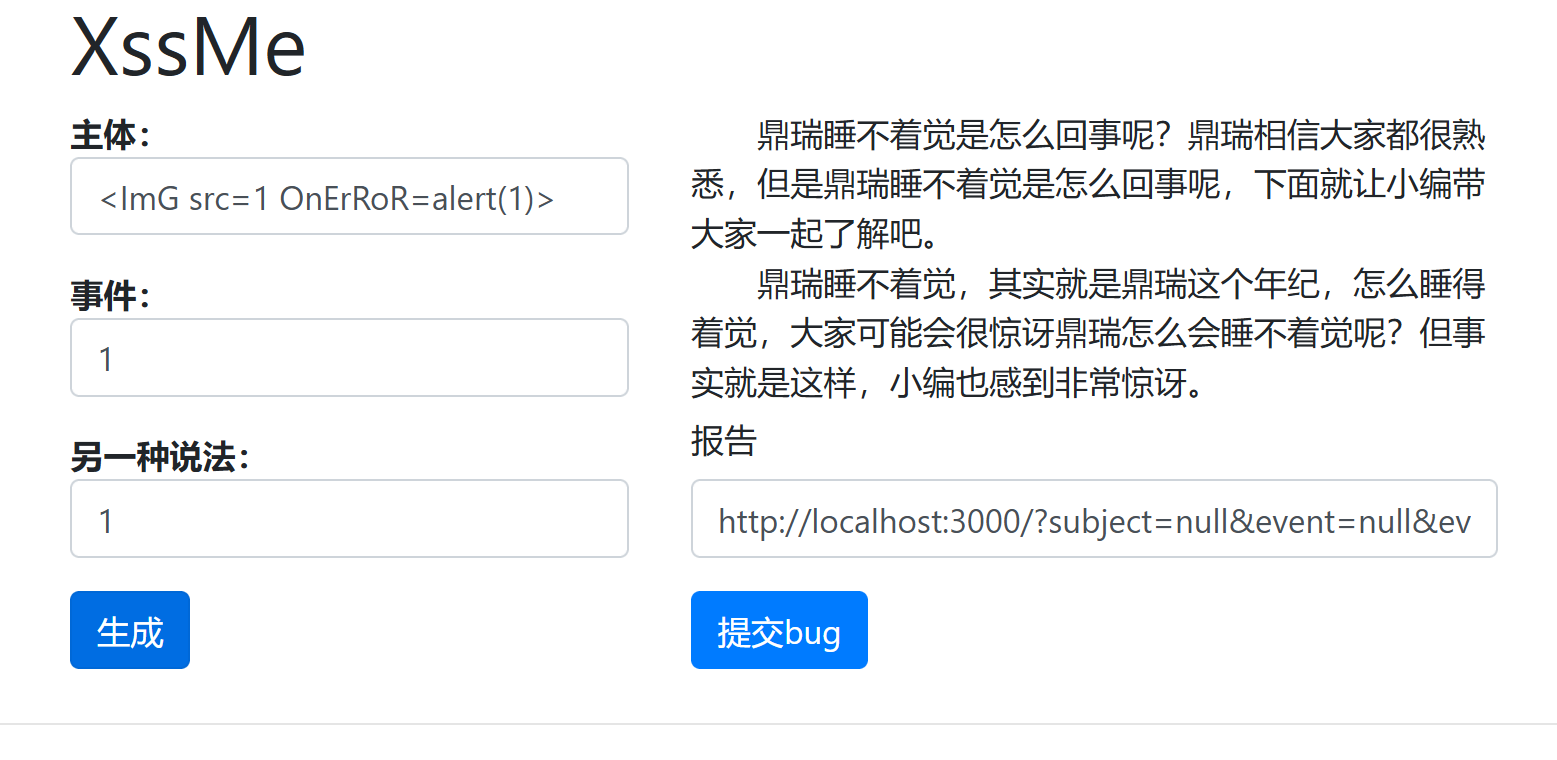 XssMe
主体：
<ImG src=1 OnErRoR=alert(1)>
事件：
1
另一种说法：
1
生成
鼎瑞睡不着觉是怎么回事呢？鼎瑞相信大家都很熟
悉，但是鼎瑞睡不着觉是怎么回事呢，下面就让小编带
大家一起了解吧。
鼎瑞睡不着觉，其实就是鼎瑞这个年纪，怎么睡得
着觉，大家可能会很惊讶鼎瑞怎么会睡不着觉呢？但事
实就是这样，小编也感到非常惊讶。
报告
http://localhost:3000/?subject=null&event=null&ev
提交bug